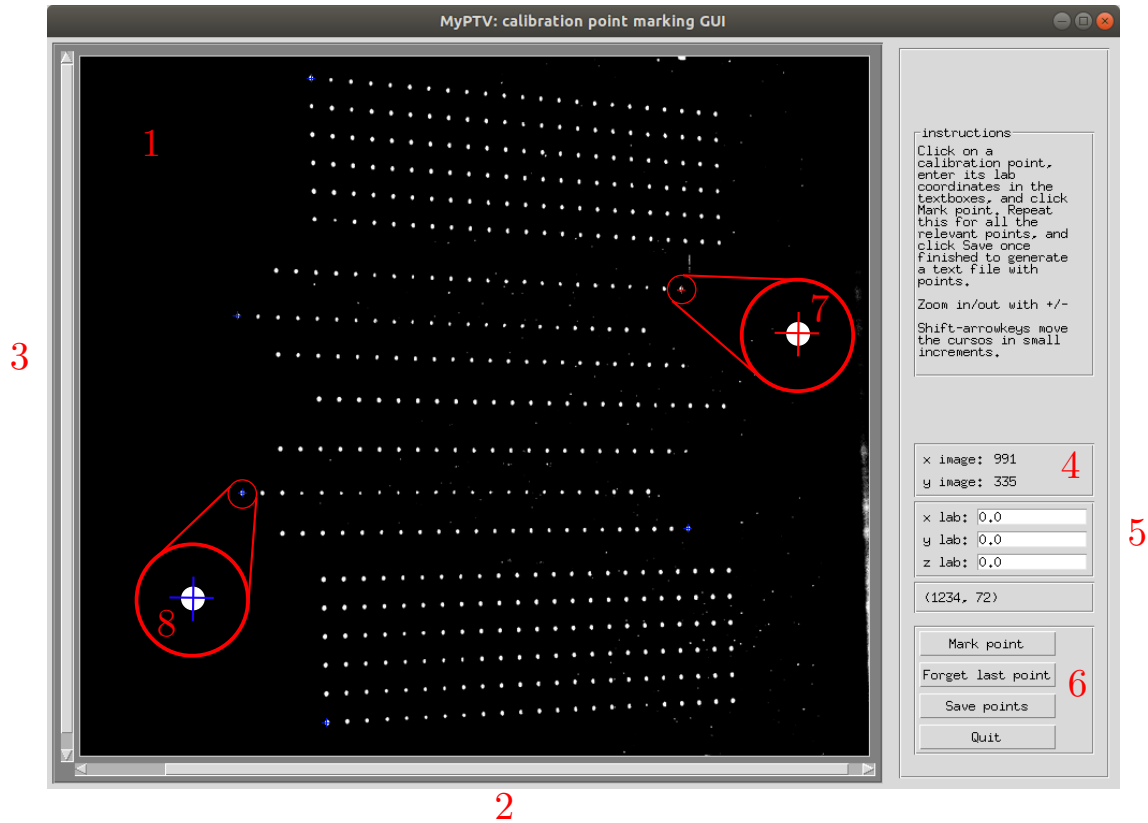 MyPTV: calibration point marking GUI
1
instructions
Click on a
calibration point,
enter its lab
coordinates in the
textboxes, and click
Mark point. Repeat
this for all the
relevant points, and
click Save once
finished to generate
a text file with
points.
Zoom in/out with +/-
Shift-arrowkeys move
the cursos in small
increments.
7
3
x image: 991
y image: 335
4
x lab: 0.0
y lab: 0.0
z lab: 0.0
5
(1234, 72)
8
Mark point
Forget last point
Save points
Quit
6
2